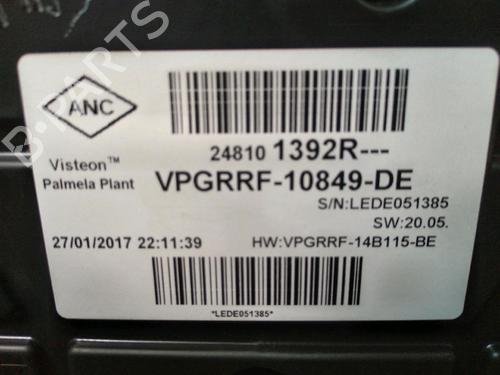 B-PARTS
ANC
Visteon™
Palmela Plant
24810 1392R---
VPGRRF-10849-DE
S/N:LEDE051385
SW:20.05.
27/01/2017 22:11:39
HW:VPGRRF-14B115-BE
*LEDE051385*